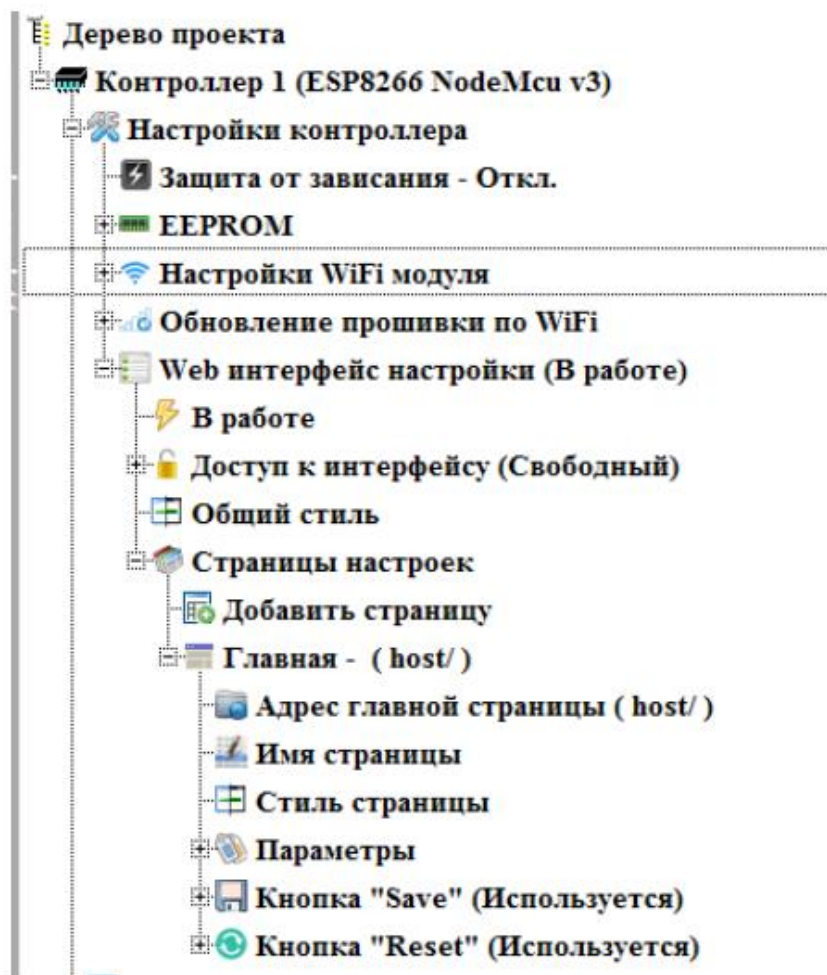 Дерево проекта
Контроллер 1 (ESP8266 NodeMcu v3)
Настройки контроллера
Защита от зависания - Откл.
EEPROM
Настройки WiFi модуля
Обновление прошивки по WiFi
Web интерфейс настройки (В работе)
В работе
Доступ к интерфейсу (Свободный)
Общий стиль
Страницы настроек
Добавить страницу
Главная - ( host/ )
Адрес главной страницы ( host/ )
Имя страницы
Стиль страницы
Параметры
Кнопка "Save" (Используется)
Кнопка "Reset" (Используется)